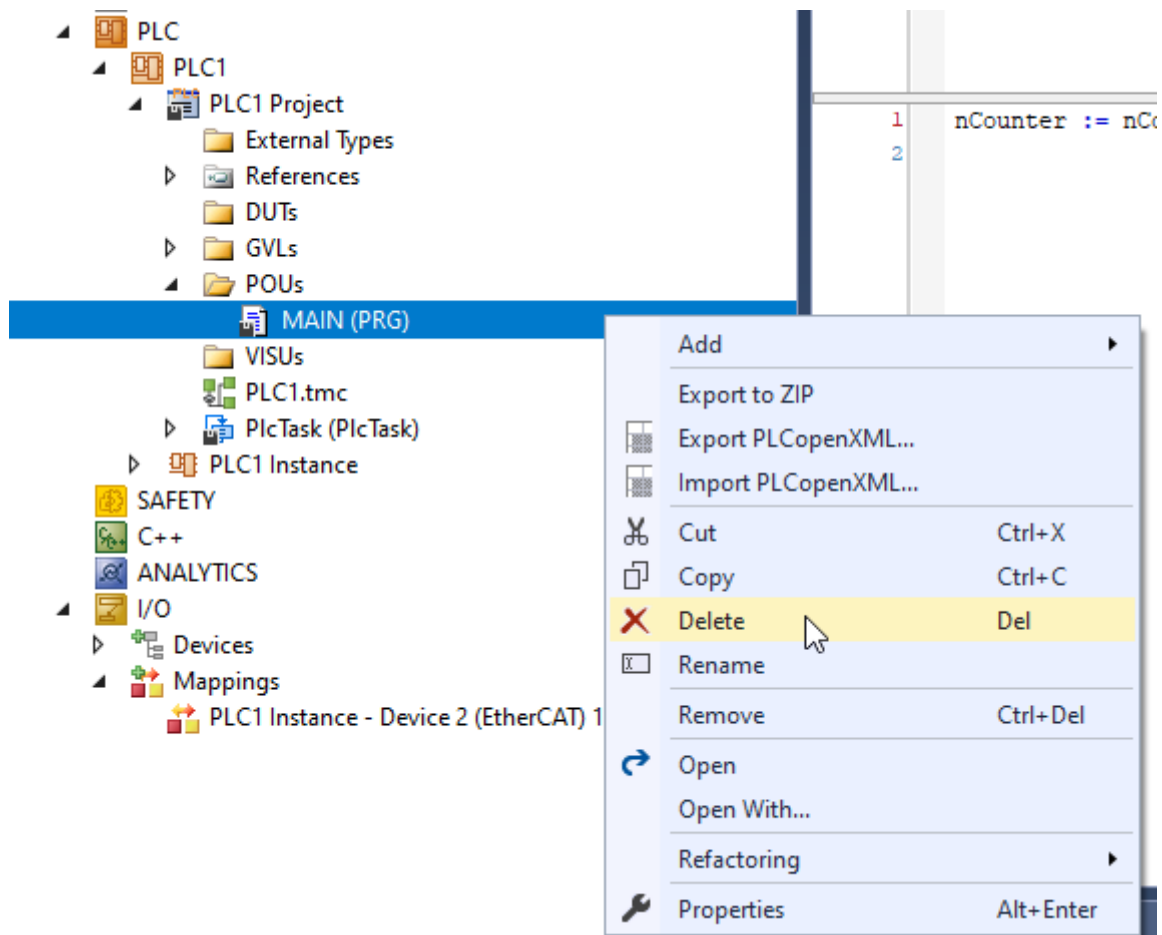 PLC
PLC1
PLC1 Project
External Types
References
DUTs
GVLs
POUs
MAIN (PRG)
VISUs
PLC1.tmc
PlcTask (PlcTask)
PLC1 Instance
SAFETY
C++
ANALYTICS
I/O
Devices
Mappings
PLC1 Instance - Device 2 (EtherCAT) 1
1 nCounter := nCo
2
Add
Export to ZIP
Export PLCopenXML...
Import PLCopenXML...
Cut Ctrl+X
Copy Ctrl+C
Delete Del
Rename
Remove Ctrl+Del
Open
Open With...
Refactoring
Properties Alt+Enter